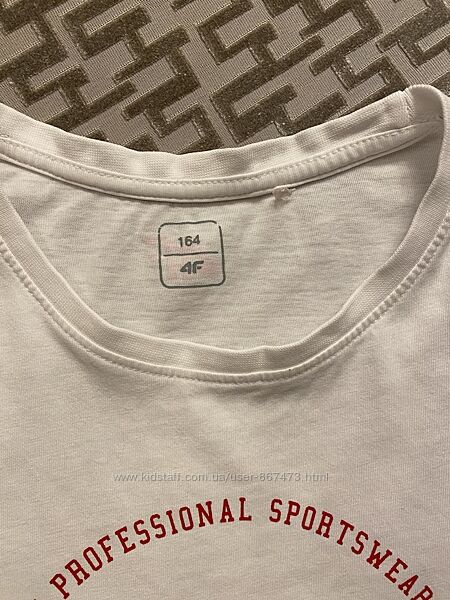 164
4F
www.kidstaff.com.ua/user-867473.html
PROFESSIONAL SPORTSWEAR